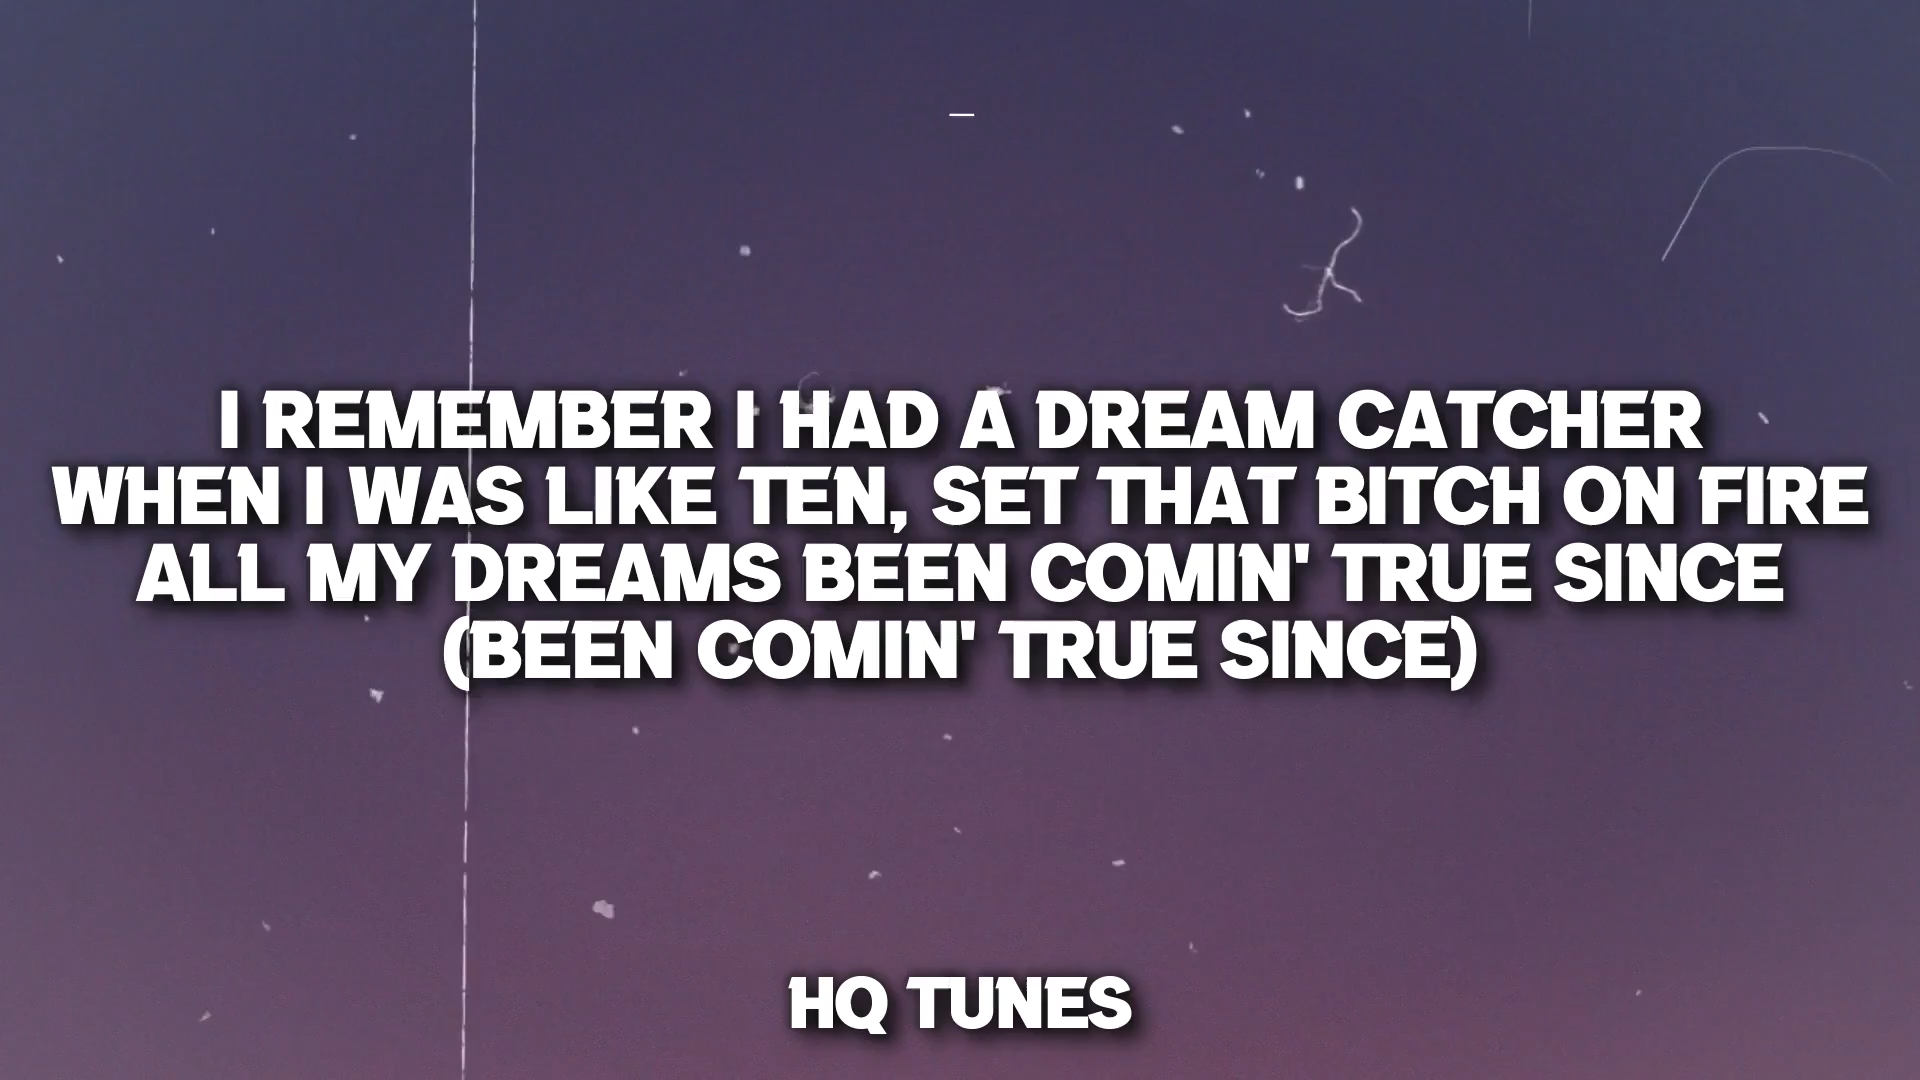 I REMEMBER I HAD A DREAM CATCHER
WHEN I WAS LIKE TEN, SET THAT BITCH ON FIRE
ALL MY DREAMS BEEN COMIN' TRUE SINCE
(BEEN COMIN' TRUE SINCE)
HQ TUNES